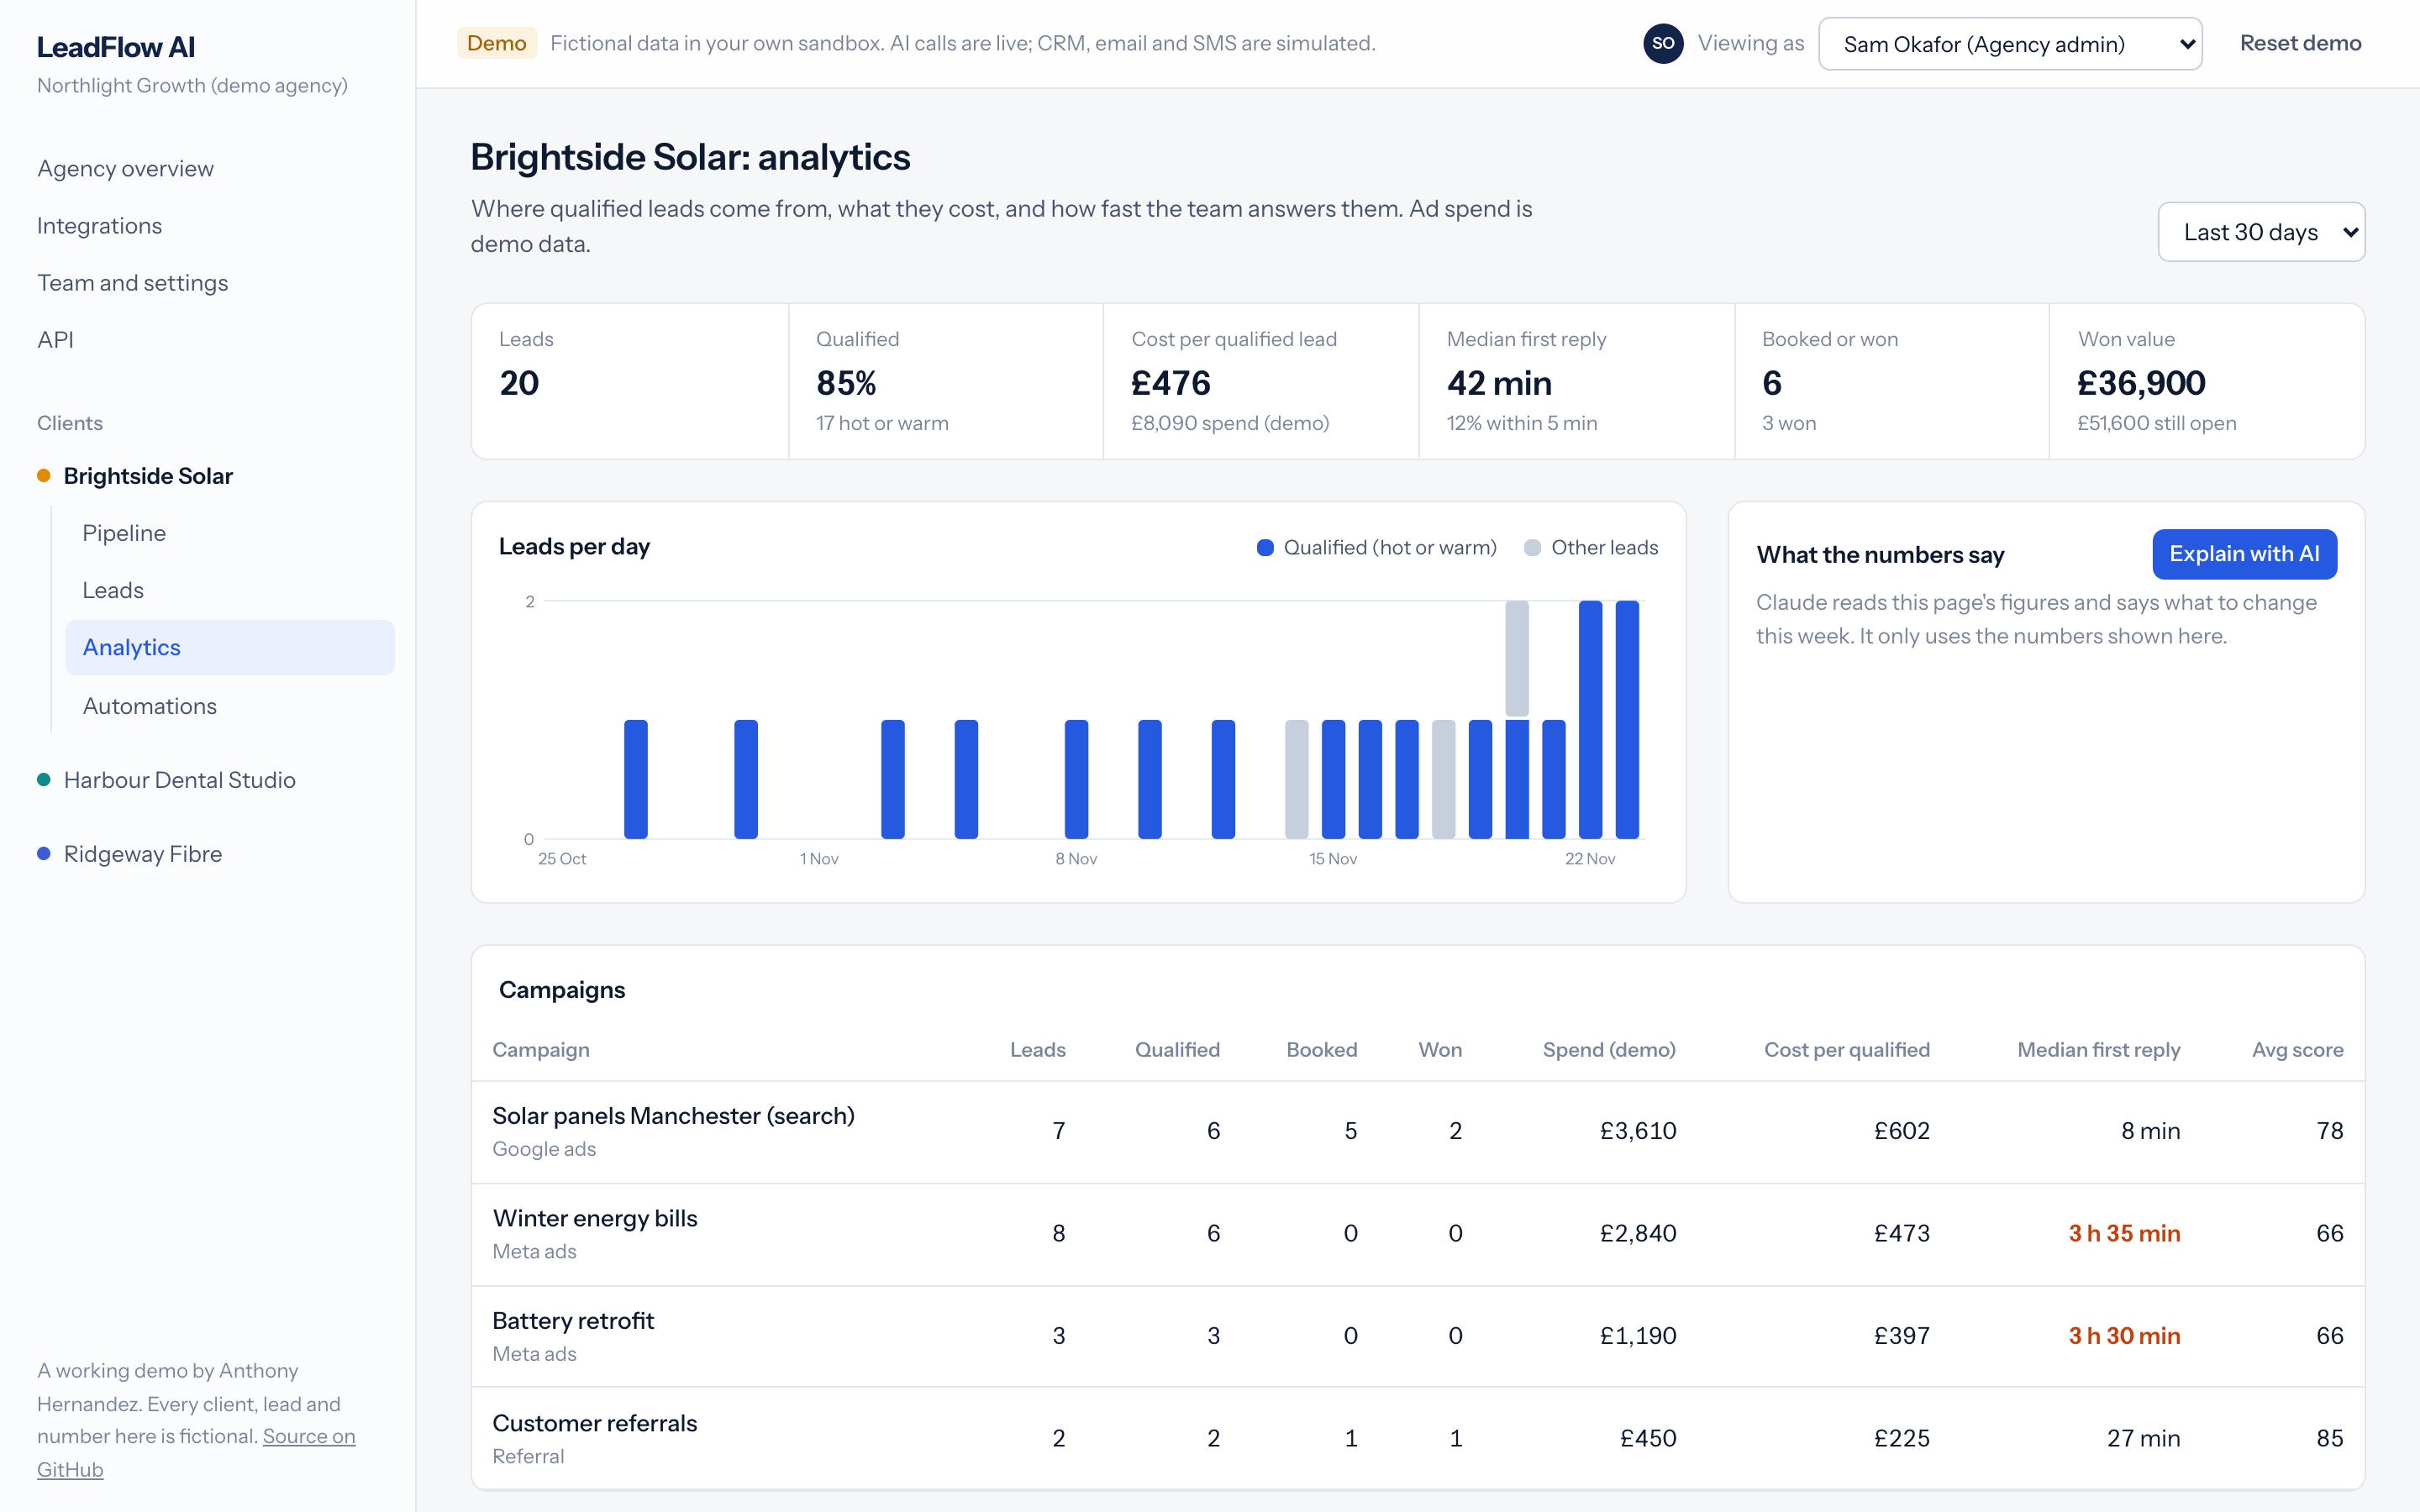 LeadFlow AI
Northlight Growth (demo agency)
Agency overview
Integrations
Team and settings
API
Clients
Brightside Solar
Pipeline
Leads
Analytics
Automations
Harbour Dental Studio
Ridgeway Fibre
A working demo by Anthony
Hernandez. Every client, lead and
number here is fictional. Source on
GitHub
Demo Fictional data in your own sandbox. AI calls are live; CRM, email and SMS are simulated.
SO Viewing as Sam Okafor (Agency admin) Reset demo
Brightside Solar: analytics
Where qualified leads come from, what they cost, and how fast the team answers them. Ad spend is
demo data.
Last 30 days
Leads
20
Qualified
85%
17 hot or warm
Cost per qualified lead
£476
£8,090 spend (demo)
Median first reply
42 min
12% within 5 min
Booked or won
6
3 won
Won value
£36,900
£51,600 still open
Leads per day
Qualified (hot or warm) Other leads
2
0
25 Oct 1 Nov 8 Nov 15 Nov 22 Nov
What the numbers say
Explain with AI
Claude reads this page's figures and says what to change
this week. It only uses the numbers shown here.
Campaigns
Campaign Leads Qualified Booked Won Spend (demo) Cost per qualified Median first reply Avg score
Solar panels Manchester (search)
Google ads
7 6 5 2 £3,610 £602 8 min 78
Winter energy bills
Meta ads
8 6 0 0 £2,840 £473 3 h 35 min 66
Battery retrofit
Meta ads
3 3 0 0 £1,190 £397 3 h 30 min 66
Customer referrals
Referral
2 2 1 1 £450 £225 27 min 85